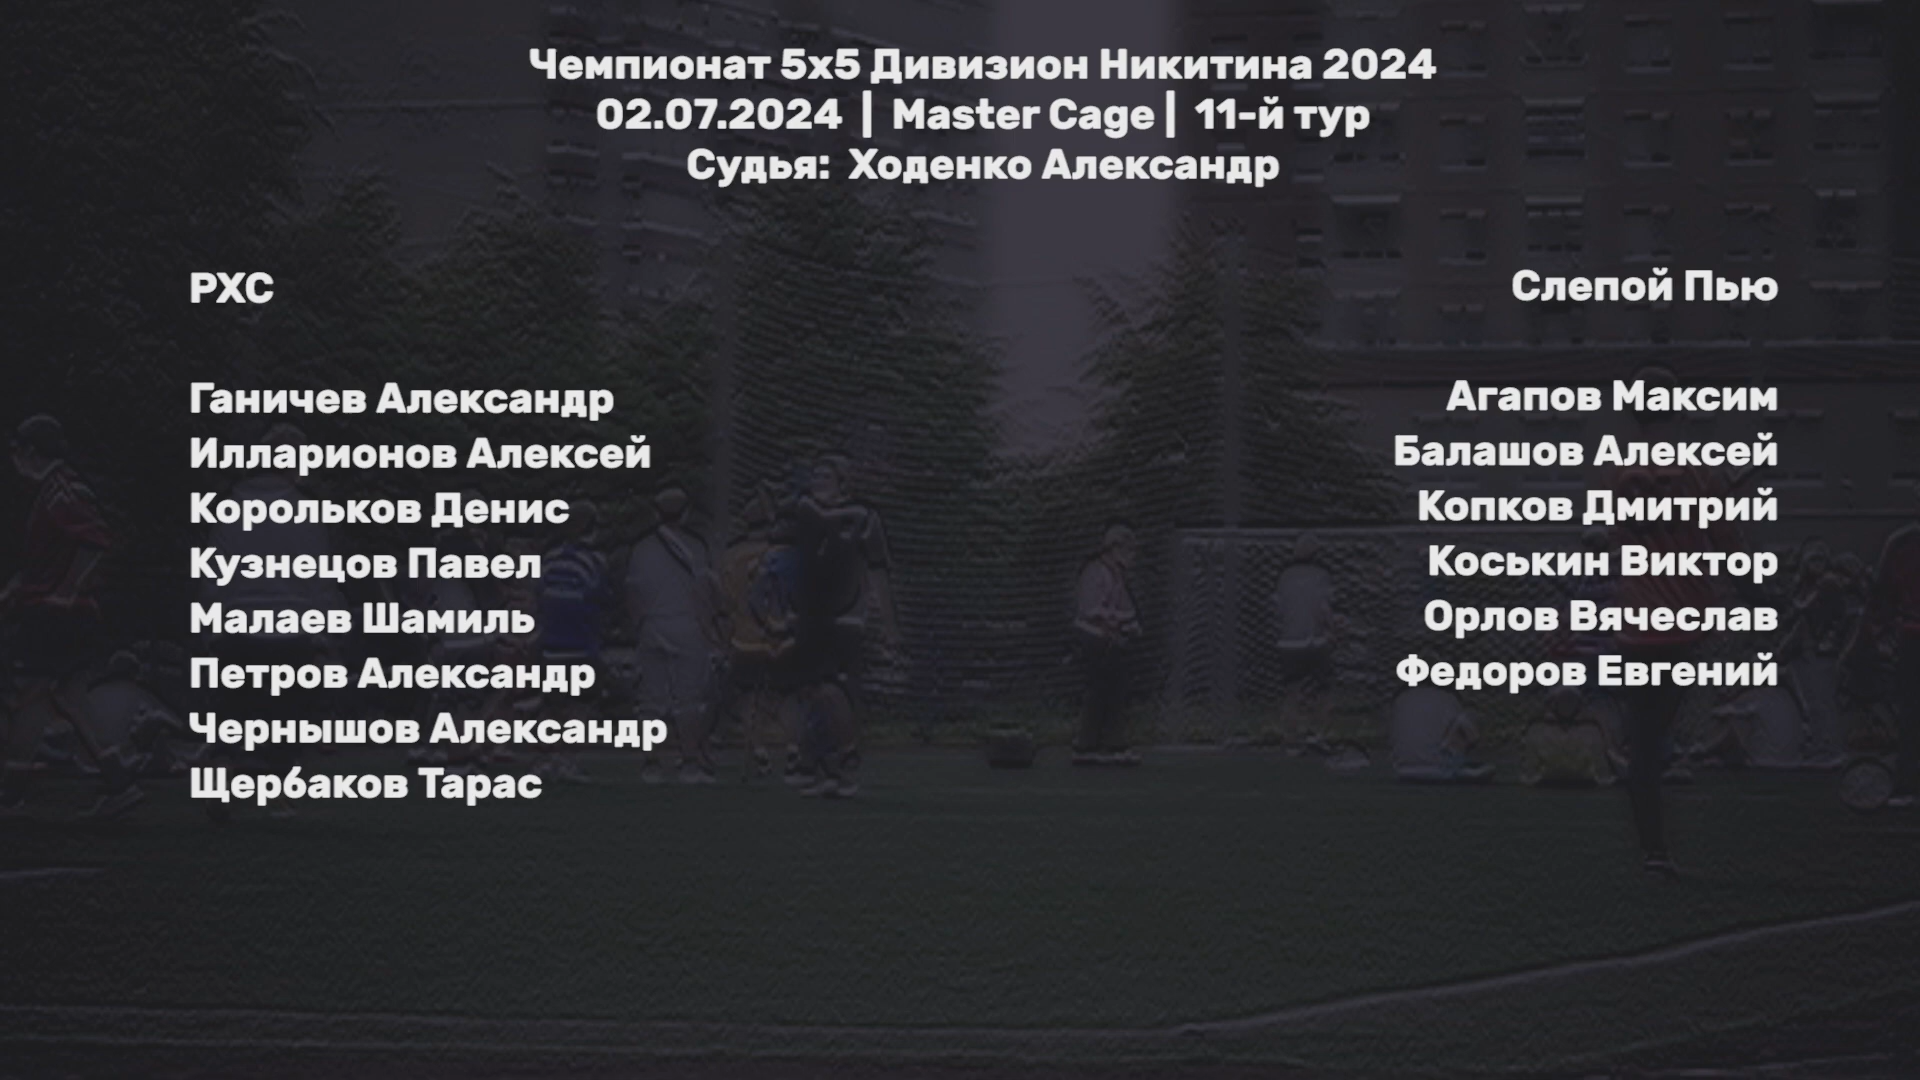 Чемпионат 5х5 Дивизион Никитина 2024
02.07.2024 | Master Cage | 11-й тур
Судья: Ходенко Александр
РХС
Слепой Пью
Ганичев Александр
Илларионов Алексей
Корольков Денис
Кузнецов Павел
Малаев Шамиль
Петров Александр
Чернышов Александр
Щербаков Тарас
Агапов Максим
Балашов Алексей
Копков Дмитрий
Коськин Виктор
Орлов Вячеслав
Федоров Евгений